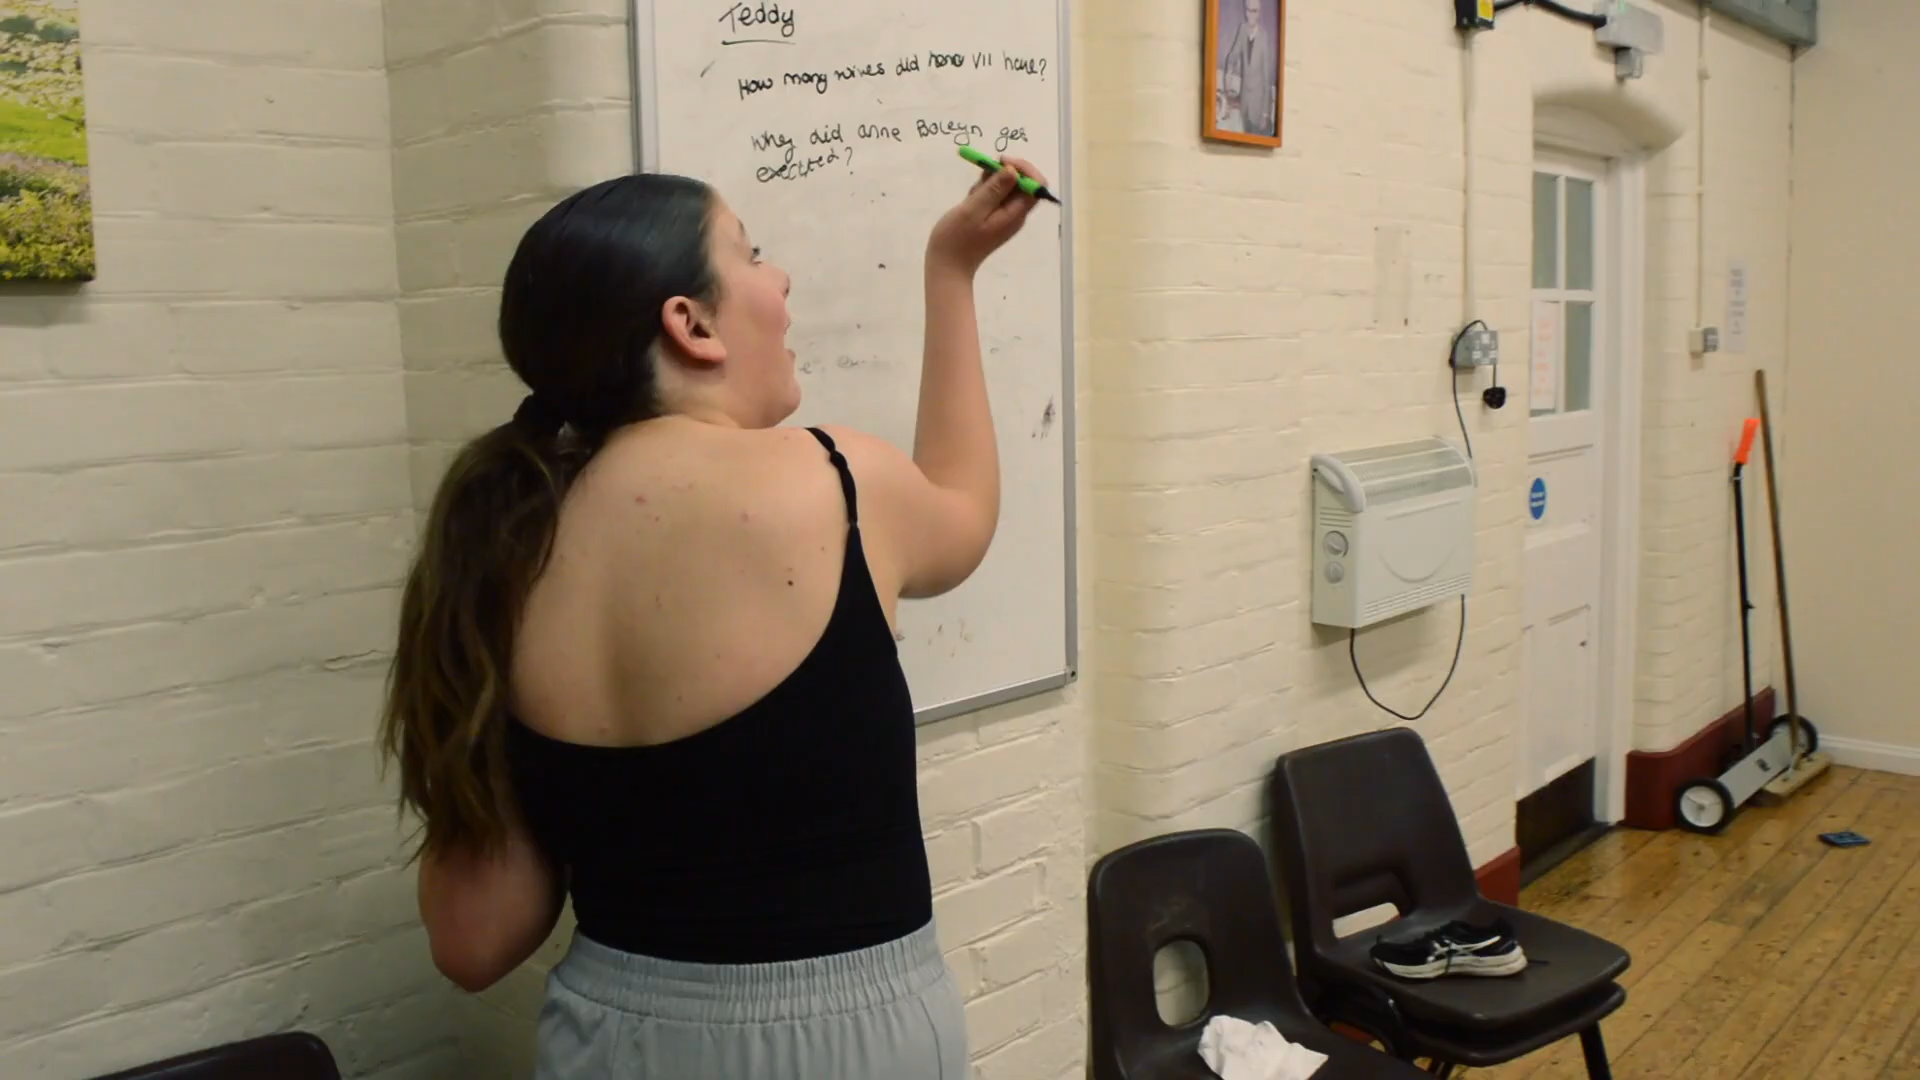 Teddy
How many wives did henry VII have?
Why did anne Boleyn get
executed?